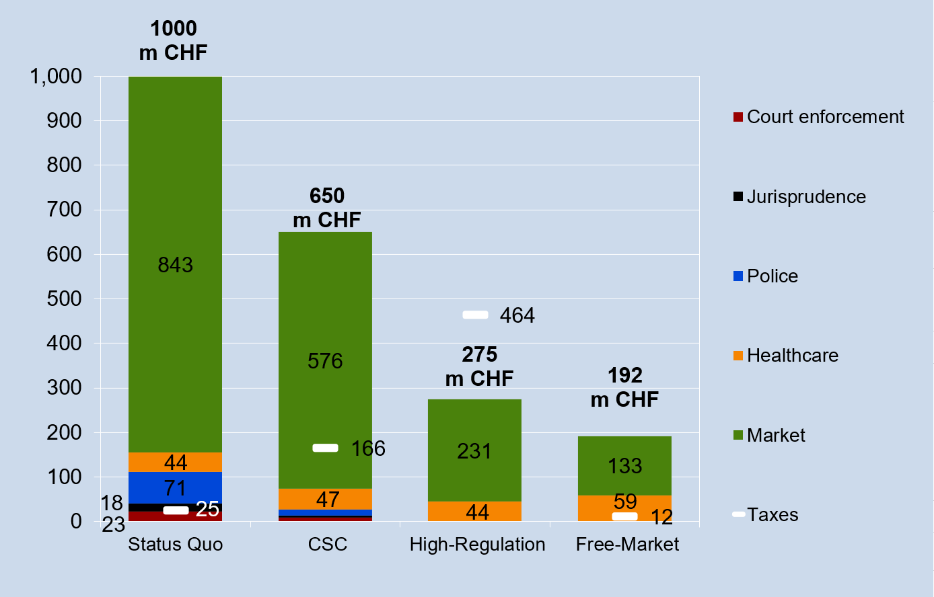 1000
m CHF
1,000
900
800
700
600
500
400
300
200
100
0
650
m CHF
275
m CHF
192
m CHF
843
44
71
18
25
23
576
166
47
464
231
44
133
59
12
Status Quo
CSC
High-Regulation
Free-Market
Court enforcement
Jurisprudence
Police
Healthcare
Market
Taxes